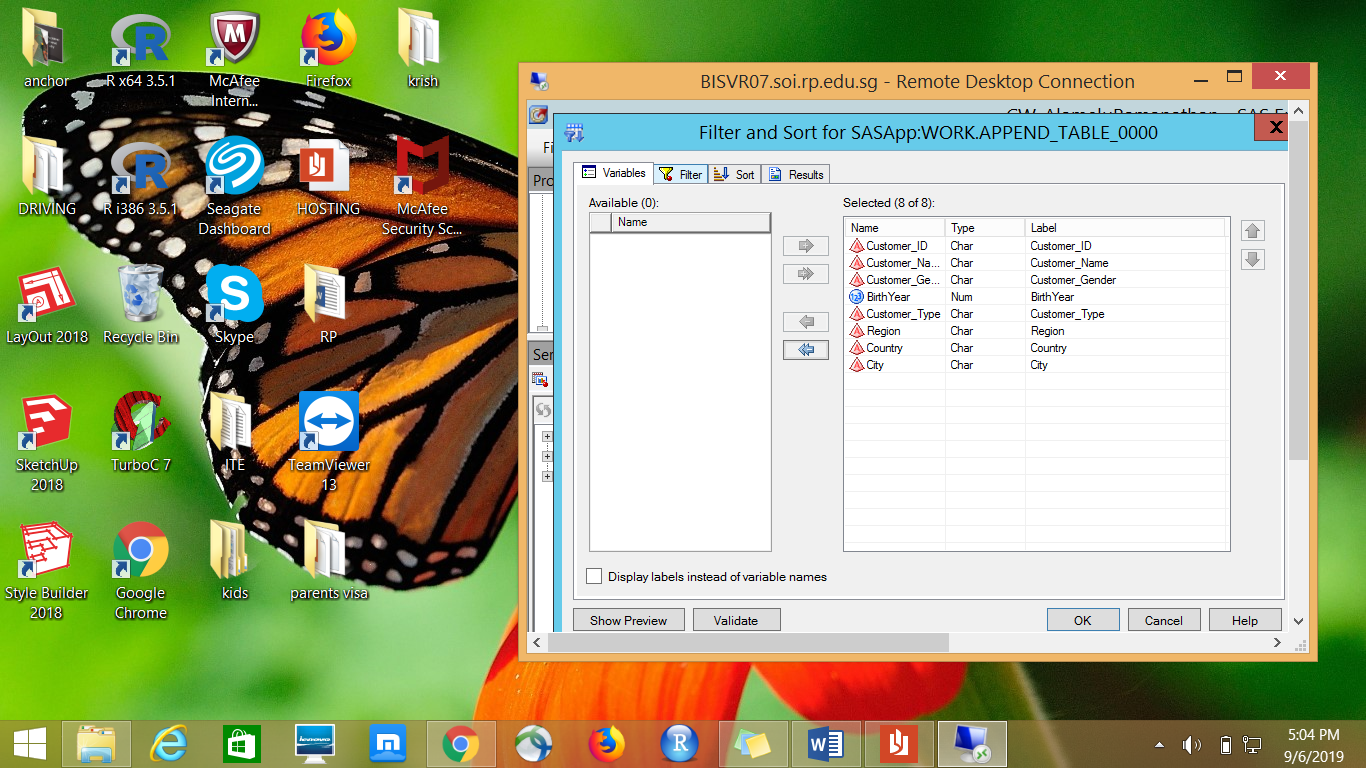 anchor
R x64 3.5.1
McAfee
Intern...
Firefox
krish
DRIVING
R i386 3.5.1
Seagate
Dashboard
HOSTING
McAfee
Security Sc...
LayOut 2018
Recycle Bin
Skype
RP
SketchUp
2018
TurboC 7
ITE
TeamViewer
13
Style Builder
2018
Google
Chrome
kids
parents visa
BISVR07.soi.rp.edu.sg - Remote Desktop Connection
Fi
Pro
Ser
Filter and Sort for SASApp:WORK.APPEND_TABLE_0000
Variables Filter Sort Results
Available (0):
Name
Selected (8 of 8):
Name Type Label
Customer_ID Char Customer_ID
Customer_Na... Char Customer_Name
Customer_Ge... Char Customer_Gender
BirthYear Num BirthYear
Customer_Type Char Customer_Type
Region Char Region
Country Char Country
City Char City
Display labels instead of variable names
Show Preview Validate OK Cancel Help
5:04 PM
9/6/2019